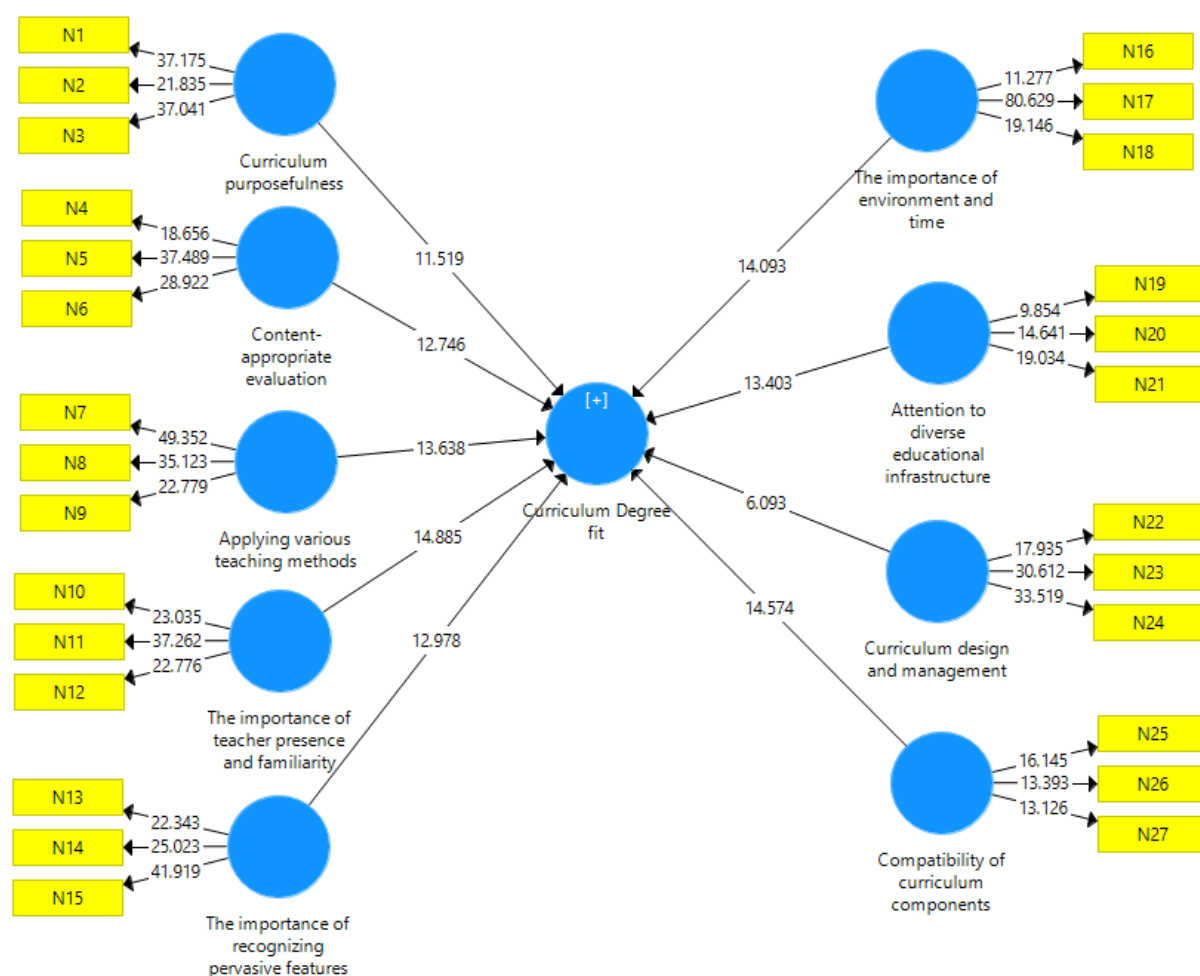 N1
37.175
N2
21.835
N3
37.041
Curriculum
purposefulness
11.519
N4
18.656
N5
37.489
N6
28.922
Content-
appropriate
evaluation
12.746
N7
49.352
N8
35.123
N9
22.779
Applying various
teaching methods
13.638
N10
23.035
N11
37.262
N12
22.776
The importance of
teacher presence
and familiarity
14.885
N13
22.343
N14
25.023
N15
41.919
The importance of
recognizing
pervasive features
12.978
[+]
Curriculum Degree
fit
N16
11.277
N17
80.629
N18
19.146
The importance of
environment and
time
14.093
N19
9.854
N20
14.641
N21
19.034
Attention to
diverse
educational
infrastructure
13.403
N22
17.935
N23
30.612
N24
33.519
Curriculum design
and management
6.093
N25
16.145
N26
13.393
N27
13.126
Compatibility of
curriculum
components
14.574